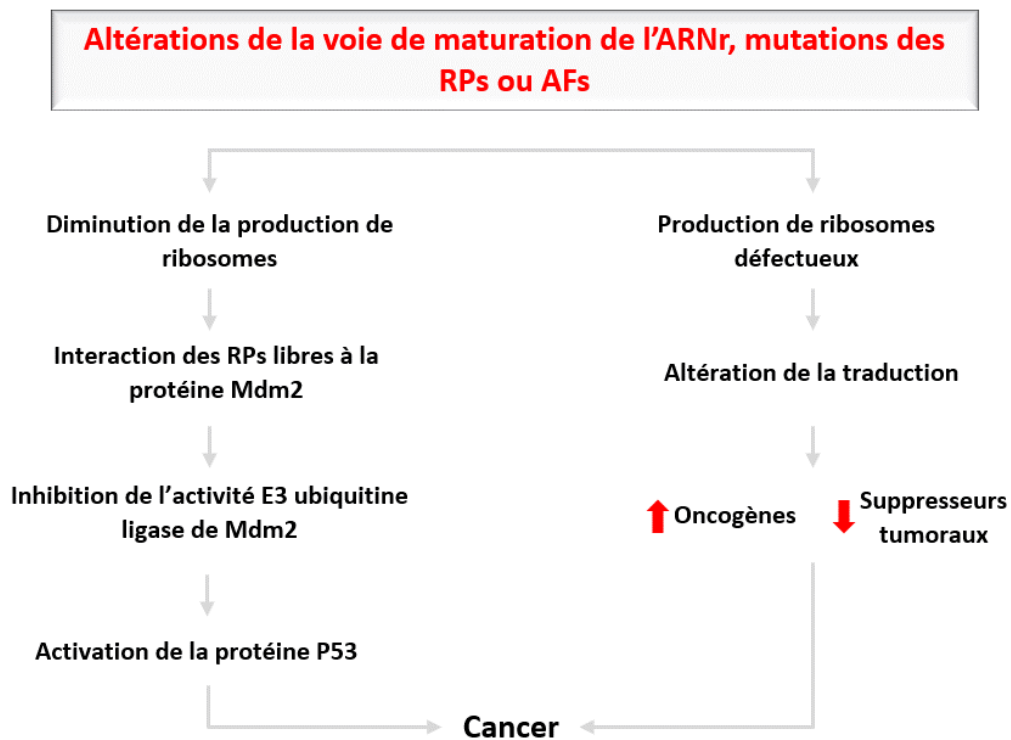 Altérations de la voie de maturation de l’ARNr, mutations des
RPs ou AFs
Diminution de la production de
ribosomes
Interaction des RPs libres à la
protéine Mdm2
Inhibition de l’activité E3 ubiquitine
ligase de Mdm2
Activation de la protéine P53
Production de ribosomes
défectueux
Altération de la traduction
Oncogènes
Suppresseurs
tumoraux
Cancer